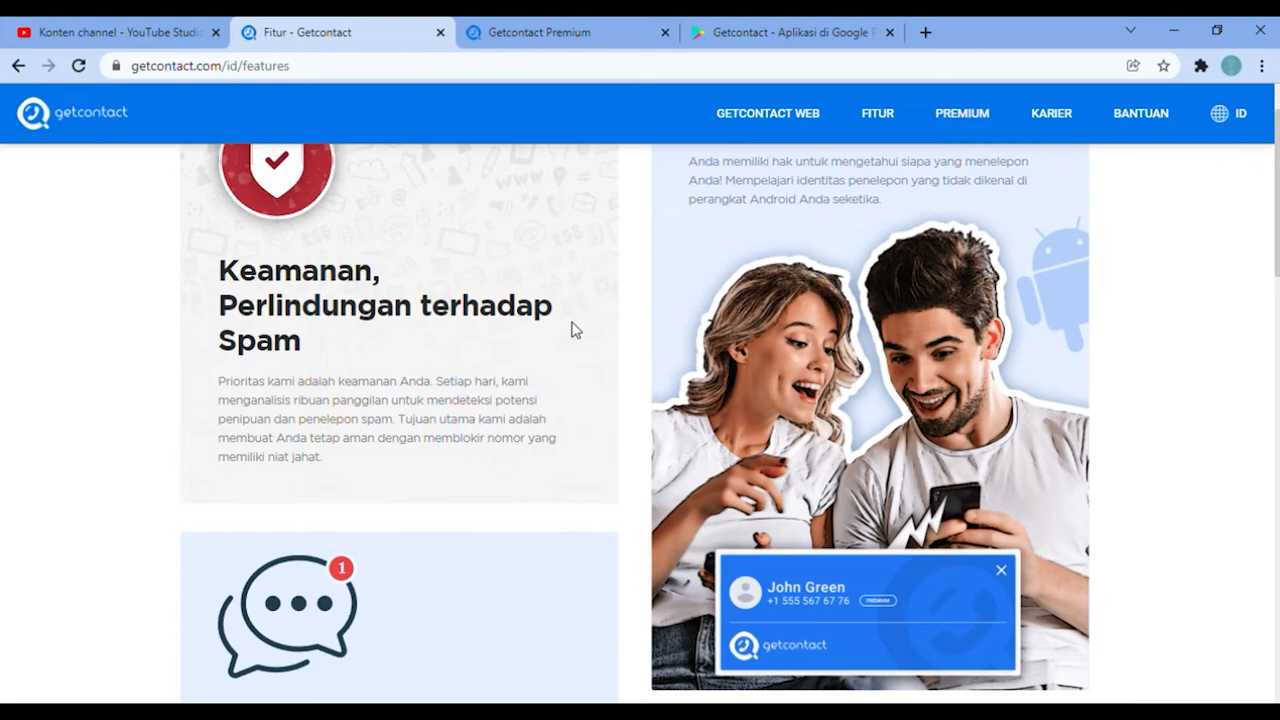 Konten channel - YouTube Studio
Fitur - Getcontact
Getcontact Premium
Getcontact - Aplikasi di Google P
getcontact.com/id/features
getcontact
GETCONTACT WEB
FITUR
PREMIUM
KARIER
BANTUAN
ID
Keamanan,
Perlindungan terhadap
Spam
Prioritas kami adalah keamanan Anda. Setiap hari, kami
menganalisis ribuan panggilan untuk mendeteksi potensi
penipuan dan penelepon spam. Tujuan utama kami adalah
membuat Anda tetap aman dengan memblokir nomor yang
memiliki niat jahat.
1
Anda memiliki hak untuk mengetahui siapa yang menelepon
Anda! Mempelajari identitas penelepon yang tidak dikenal di
perangkat Android Anda seketika.
John Green
+1 555 567 67 76 PREMIUM
getcontact